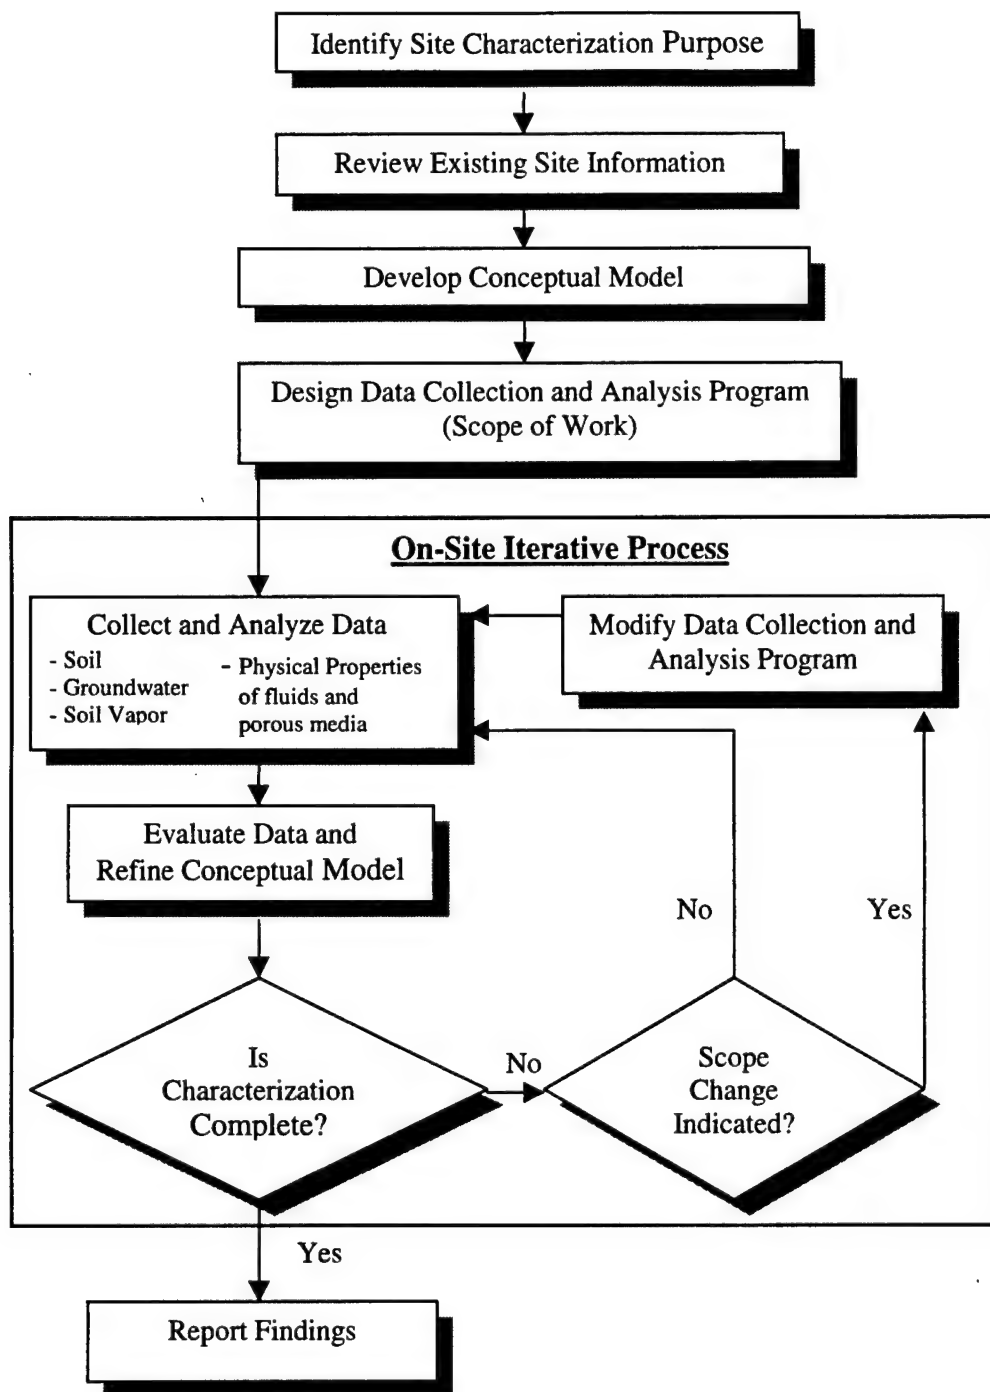 Identify Site Characterization Purpose
Review Existing Site Information
Develop Conceptual Model
Design Data Collection and Analysis Program
(Scope of Work)
On-Site Iterative Process
Collect and Analyze Data
- Soil
- Groundwater
- Soil Vapor
- Physical Properties
of fluids and
porous media
Modify Data Collection and
Analysis Program
Evaluate Data and
Refine Conceptual Model
No
Yes
Is
Characterization
Complete?
No
Scope
Change
Indicated?
Yes
Report Findings